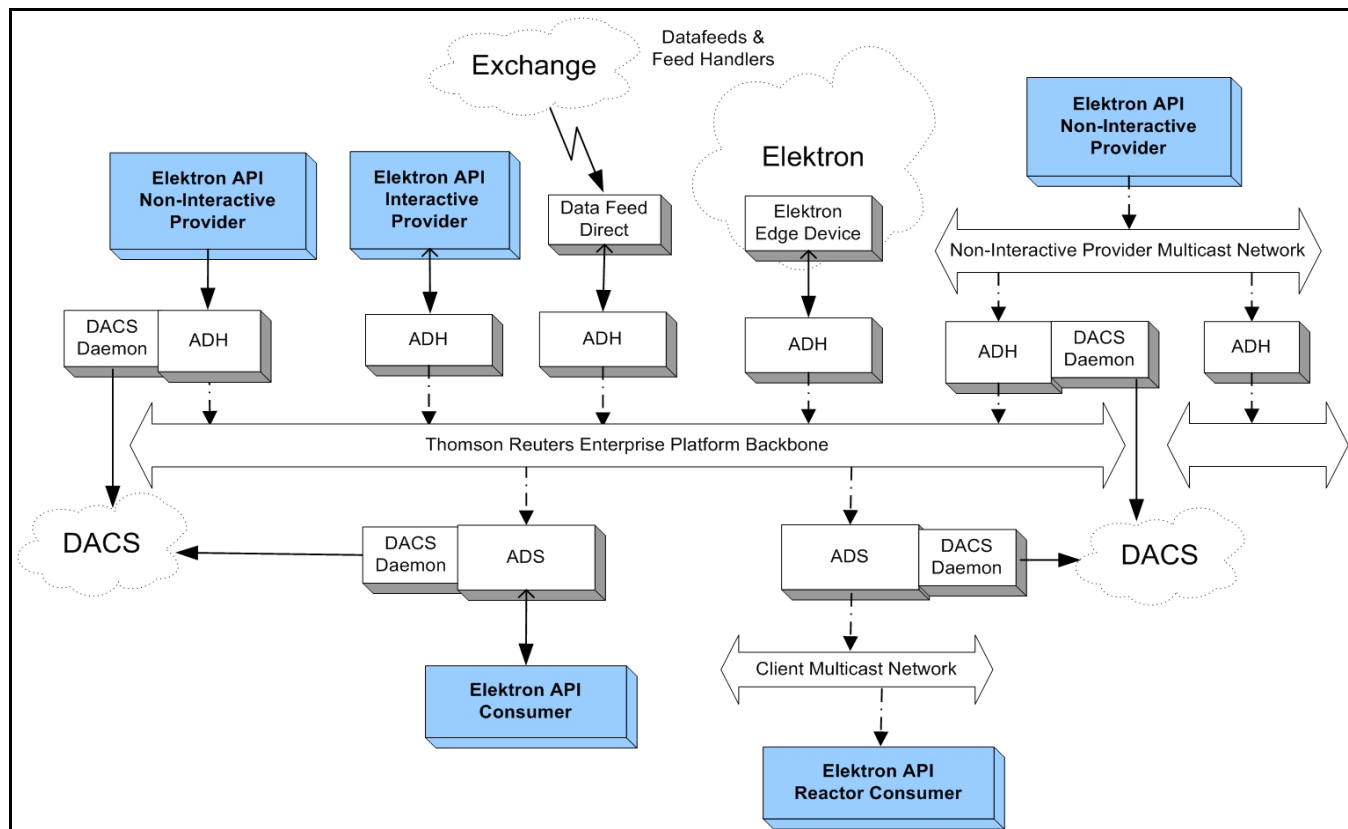 Datafeeds &
Feed Handlers
Exchange
Elektron API
Non-Interactive
Provider
Elektron
Elektron API
Non-Interactive
Provider
Elektron API
Interactive
Provider
Data Feed
Direct
Elektron
Edge Device
Non-Interactive Provider Multicast Network
DACS
Daemon
ADH
ADH
ADH
ADH
ADH
DACS
Daemon
ADH
Thomson Reuters Enterprise Platform Backbone
DACS
DACS
Daemon
ADS
ADS
DACS
Daemon
DACS
Client Multicast Network
Elektron API
Consumer
Elektron API
Reactor Consumer